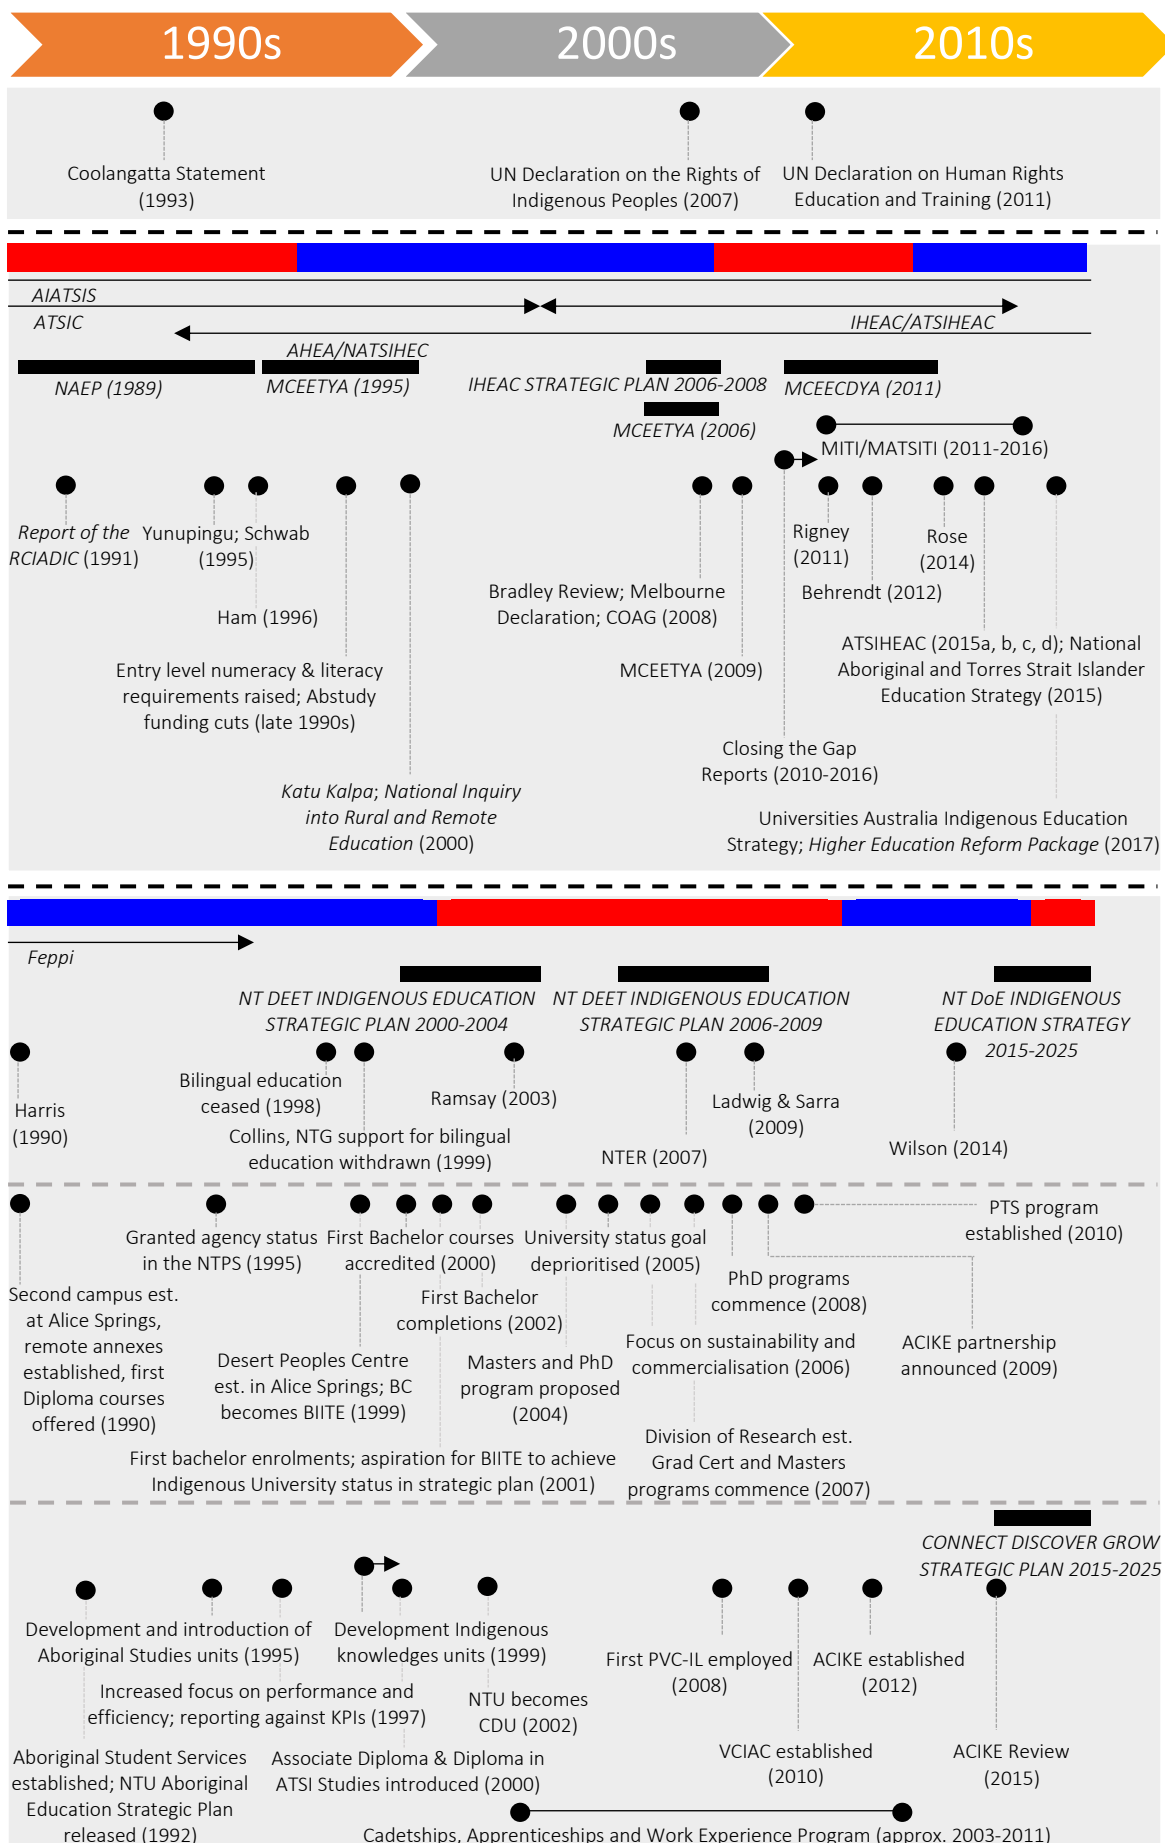 1990s
2000s
2010s
Coolangatta Statement
(1993)
UN Declaration on the Rights of
Indigenous Peoples (2007)
UN Declaration on Human Rights
Education and Training (2011)
AIATSIS
ATSIC
IHEAC/ATSIHEAC
AHEA/NATSIHEC
NAEP (1989)
MCEETYA (1995)
IHEAC STRATEGIC PLAN 2006-2008
MCEECDYA (2011)
MCEETYA (2006)
MITI/MATSITI (2011-2016)
Report of the
RCIADIC (1991)
Yunupingu; Schwab
(1995)
Ham (1996)
Entry level numeracy & literacy
requirements raised; Abstudy
funding cuts (late 1990s)
Katu Kalpa; National Inquiry
into Rural and Remote
Education (2000)
Bradley Review; Melbourne
Declaration; COAG (2008)
MCEETYA (2009)
Closing the Gap
Reports (2010-2016)
Rigney
(2011)
Behrendt (2012)
Rose
(2014)
ATSIHEAC (2015a, b, c, d); National
Aboriginal and Torres Strait Islander
Education Strategy (2015)
Universities Australia Indigenous Education
Strategy; Higher Education Reform Package (2017)
Feppi
NT DEET INDIGENOUS EDUCATION
STRATEGIC PLAN 2000-2004
NT DEET INDIGENOUS EDUCATION
STRATEGIC PLAN 2006-2009
NT DoE INDIGENOUS
EDUCATION STRATEGY
2015-2025
Harris
(1990)
Bilingual education
ceased (1998)
Collins, NTG support for bilingual
education withdrawn (1999)
Ramsay (2003)
NTER (2007)
Ladwig & Sarra
(2009)
Wilson (2014)
Second campus est.
at Alice Springs,
remote annexes
established, first
Diploma courses
offered (1990)
Granted agency status
in the NTPS (1995)
First Bachelor courses
accredited (2000)
University status goal
deprioritised (2005)
PTS program
established (2010)
First Bachelor
completions (2002)
PhD programs
commence (2008)
Desert Peoples Centre
est. in Alice Springs; BC
becomes BIITE (1999)
Masters and PhD
program proposed
(2004)
Focus on sustainability and
commercialisation (2006)
ACIKE partnership
announced (2009)
First bachelor enrolments; aspiration for BIITE to achieve
Indigenous University status in strategic plan (2001)
Division of Research est.
Grad Cert and Masters
programs commence (2007)
CONNECT DISCOVER GROW
STRATEGIC PLAN 2015-2025
Development and introduction of
Aboriginal Studies units (1995)
Development Indigenous
knowledges units (1999)
First PVC-IL employed
(2008)
ACIKE established
(2012)
Increased focus on performance and
efficiency; reporting against KPIs (1997)
NTU becomes
CDU (2002)
Aboriginal Student Services
established; NTU Aboriginal
Education Strategic Plan
released (1992)
Associate Diploma & Diploma in
ATSI Studies introduced (2000)
VCIAC established
(2010)
ACIKE Review
(2015)
Cadetships, Apprenticeships and Work Experience Program (approx. 2003-2011)